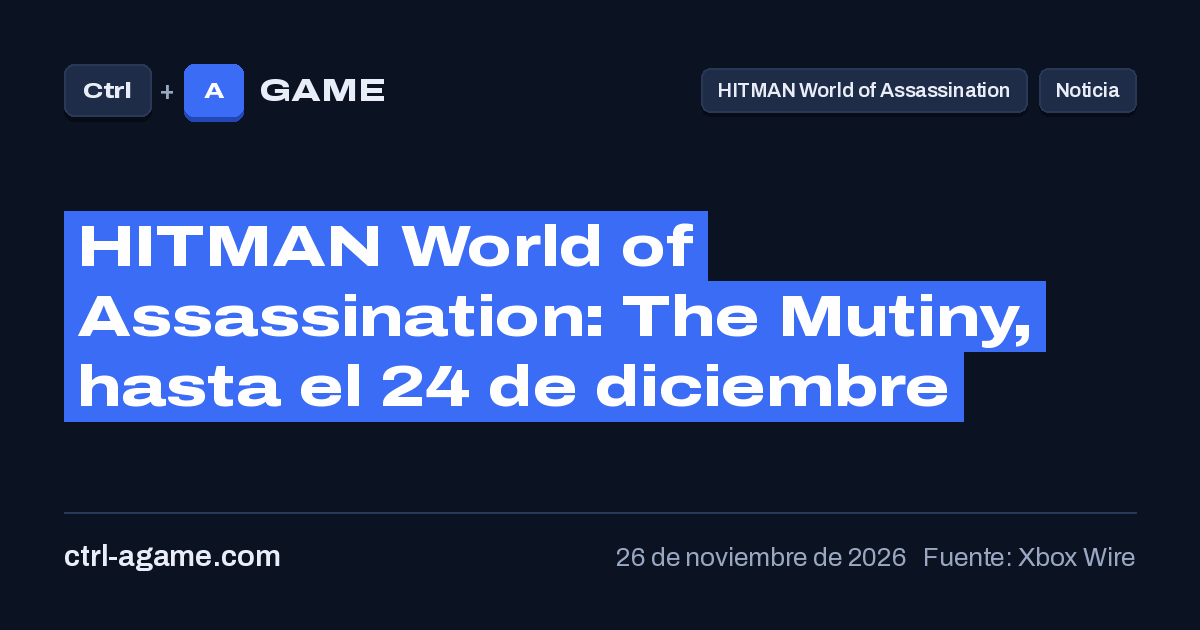 Ctrl + A GAME
HITMAN World of Assassination
Noticia
HITMAN World of
Assassination: The Mutiny,
hasta el 24 de diciembre
ctrl-agame.com
26 de noviembre de 2026 Fuente: Xbox Wire